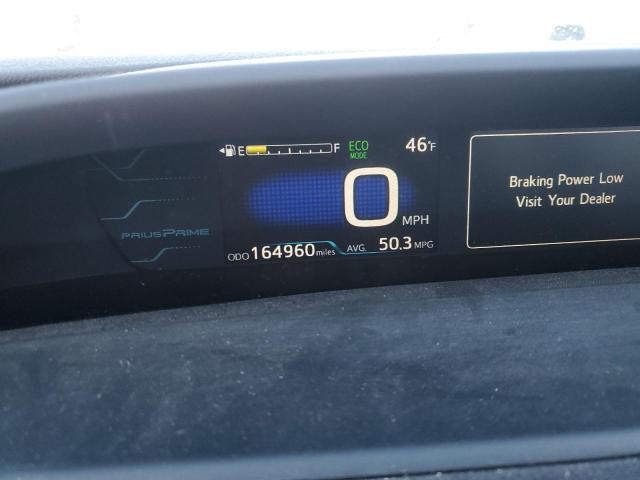 E F ECO MODE 46°F
0 MPH
PRIUS PRIME
ODO 164960 miles AVG. 50.3 MPG
Braking Power Low
Visit Your Dealer